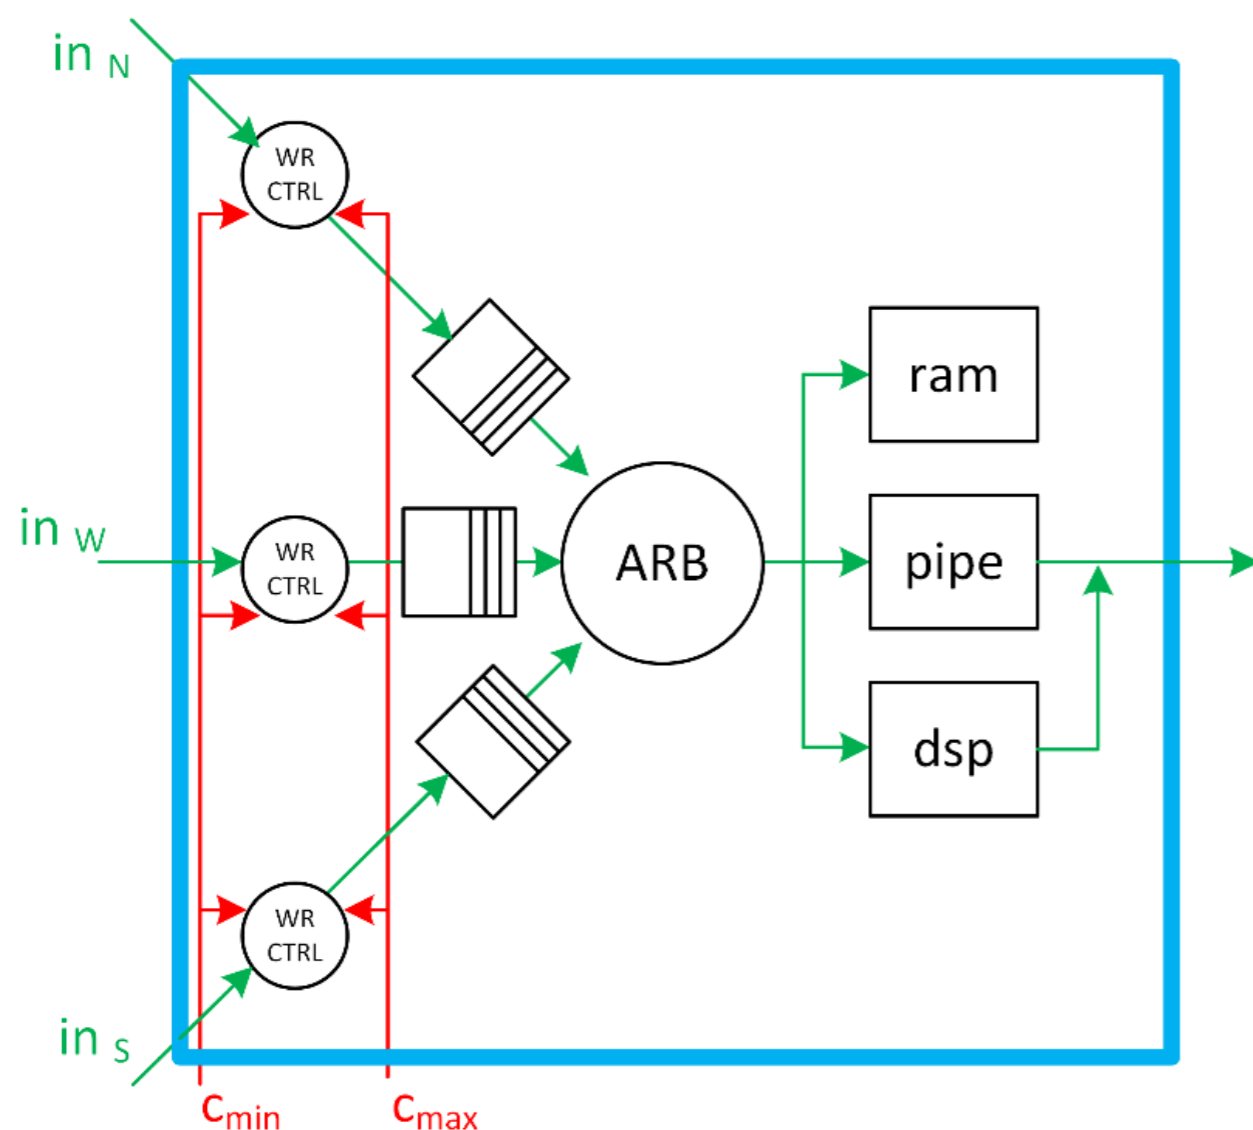 in N
WR
CTRL
ram
in W
WR
CTRL
ARB
pipe
dsp
WR
CTRL
in S
cmin
cmax